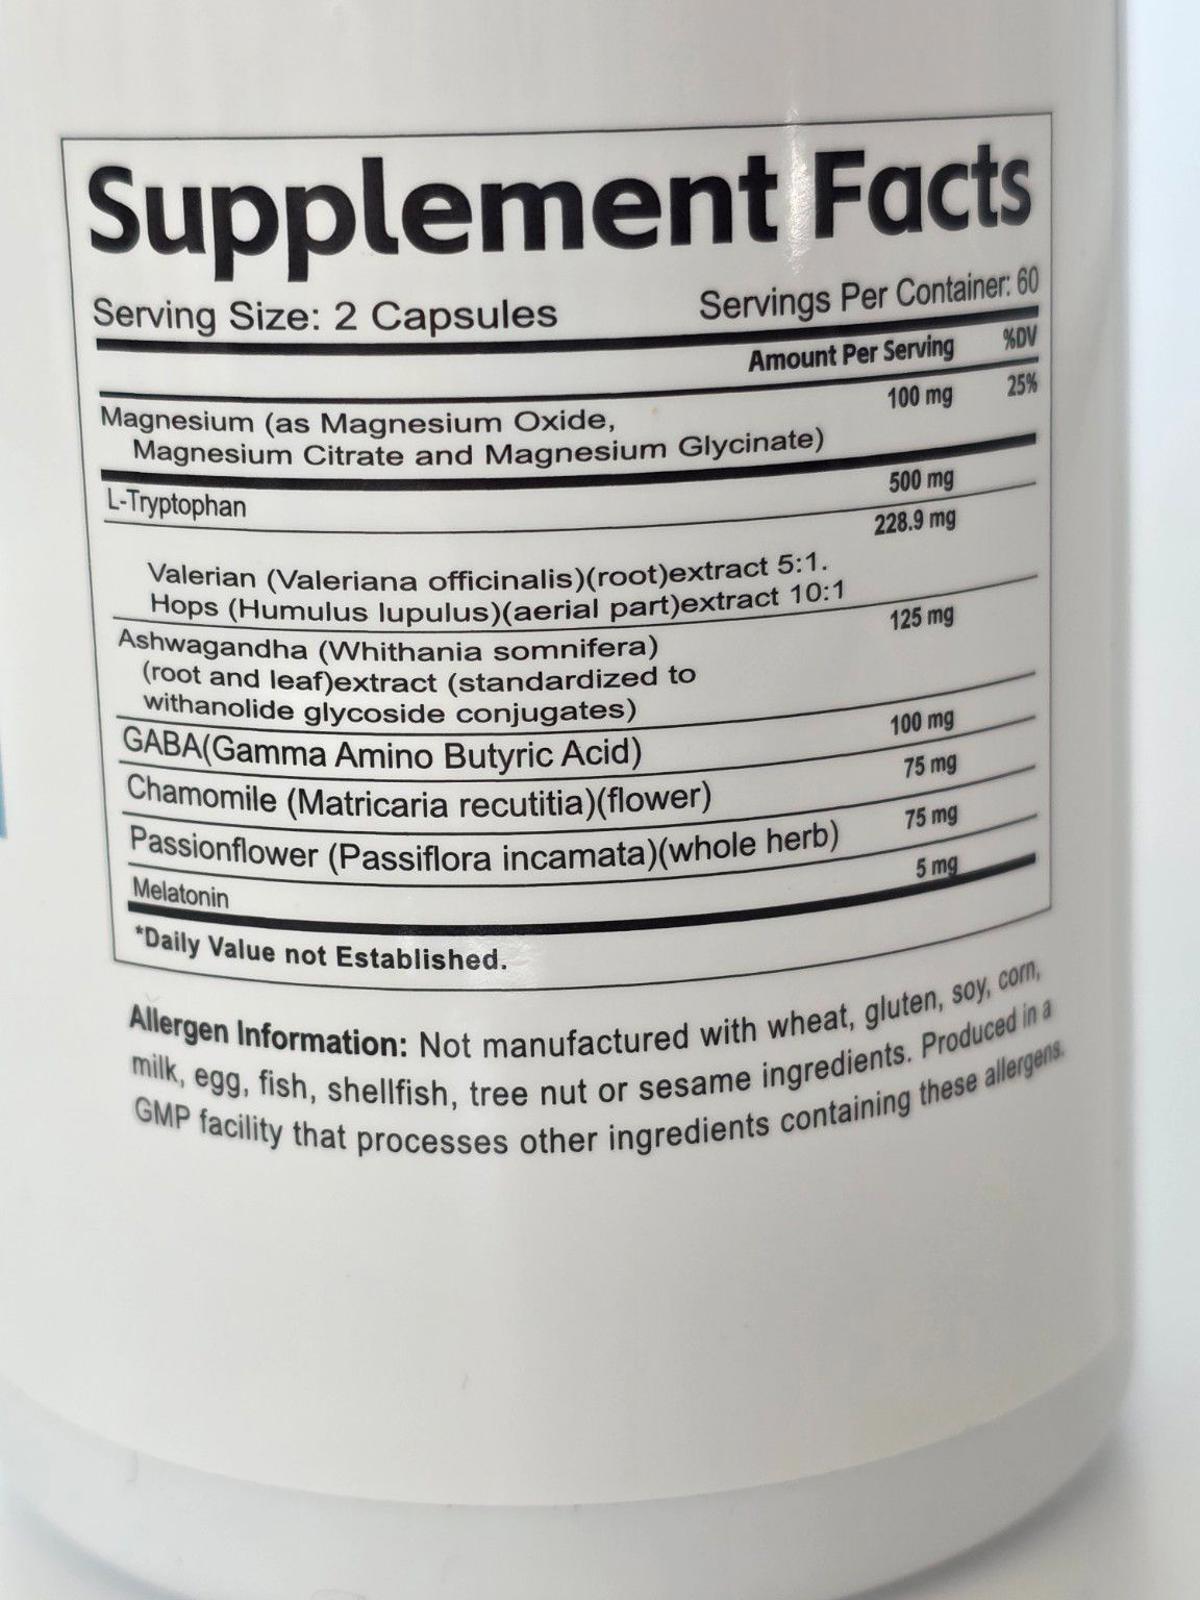 Supplement Facts
Serving Size: 2 Capsules Servings Per Container: 60
Amount Per Serving %DV
Magnesium (as Magnesium Oxide, 100 mg 25%
Magnesium Citrate and Magnesium Glycinate)
L-Tryptophan 500 mg
228.9 mg
Valerian (Valeriana officinalis)(root)extract 5:1.
Hops (Humulus lupulus)(aerial part)extract 10:1
Ashwagandha (Whithania somnifera) 125 mg
(root and leaf)extract (standardized to
withanolide glycoside conjugates)
GABA(Gamma Amino Butyric Acid) 100 mg
Chamomile (Matricaria recutitia)(flower) 75 mg
Passionflower (Passiflora incamata)(whole herb) 75 mg
Melatonin 5 mg
*Daily Value not Established.
Allergen Information: Not manufactured with wheat, gluten, soy, corn,
milk, egg, fish, shellfish, tree nut or sesame ingredients. Produced in a
GMP facility that processes other ingredients containing these allergens.